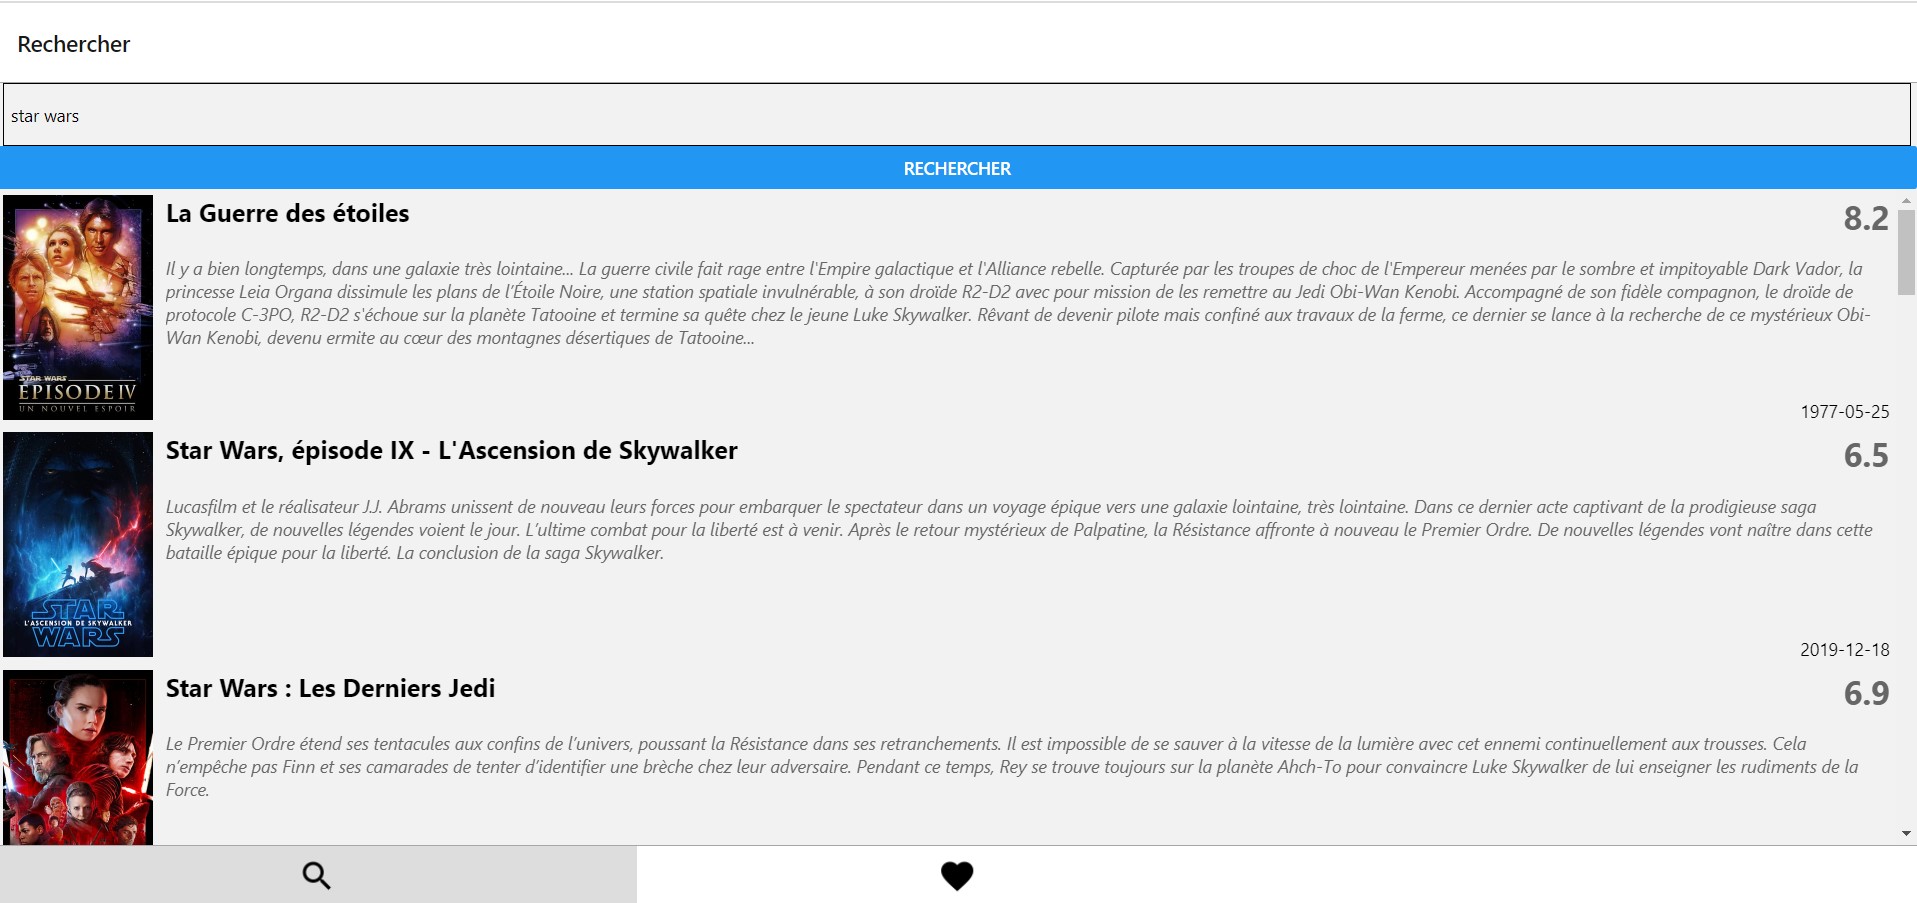 Rechercher
star wars
RECHERCHER
La Guerre des étoiles
8.2
Il y a bien longtemps, dans une galaxie très lointaine... La guerre civile fait rage entre l'Empire galactique et l'Alliance rebelle. Capturée par les troupes de choc de l'Empereur menées par le sombre et impitoyable Dark Vador, la
princesse Leia Organa dissimule les plans de l’Étoile Noire, une station spatiale invulnérable, à son droïde R2-D2 avec pour mission de les remettre au Jedi Obi-Wan Kenobi. Accompagné de son fidèle compagnon, le droïde de
protocole C-3PO, R2-D2 s'échoue sur la planète Tatooine et termine sa quête chez le jeune Luke Skywalker. Rêvant de devenir pilote mais confiné aux travaux de la ferme, ce dernier se lance à la recherche de ce mystérieux Obi-
Wan Kenobi, devenu ermite au cœur des montagnes désertiques de Tatooine...
STAR WARS
EPISODE IV
UN NOUVEL ESPOIR
1977-05-25
Star Wars, épisode IX - L'Ascension de Skywalker
6.5
Lucasfilm et le réalisateur J.J. Abrams unissent de nouveau leurs forces pour embarquer le spectateur dans un voyage épique vers une galaxie lointaine, très lointaine. Dans ce dernier acte captivant de la prodigieuse saga
Skywalker, de nouvelles légendes voient le jour. L’ultime combat pour la liberté est à venir. Après le retour mystérieux de Palpatine, la Résistance affronte à nouveau le Premier Ordre. De nouvelles légendes vont naître dans cette
bataille épique pour la liberté. La conclusion de la saga Skywalker.
STAR
L'ASCENSION DE SKYWALKER
WARS
2019-12-18
Star Wars : Les Derniers Jedi
6.9
Le Premier Ordre étend ses tentacules aux confins de l’univers, poussant la Résistance dans ses retranchements. Il est impossible de se sauver à la vitesse de la lumière avec cet ennemi continuellement aux trousses. Cela
n’empêche pas Finn et ses camarades de tenter d’identifier une brèche chez leur adversaire. Pendant ce temps, Rey se trouve toujours sur la planète Ahch-To pour convaincre Luke Skywalker de lui enseigner les rudiments de la
Force.